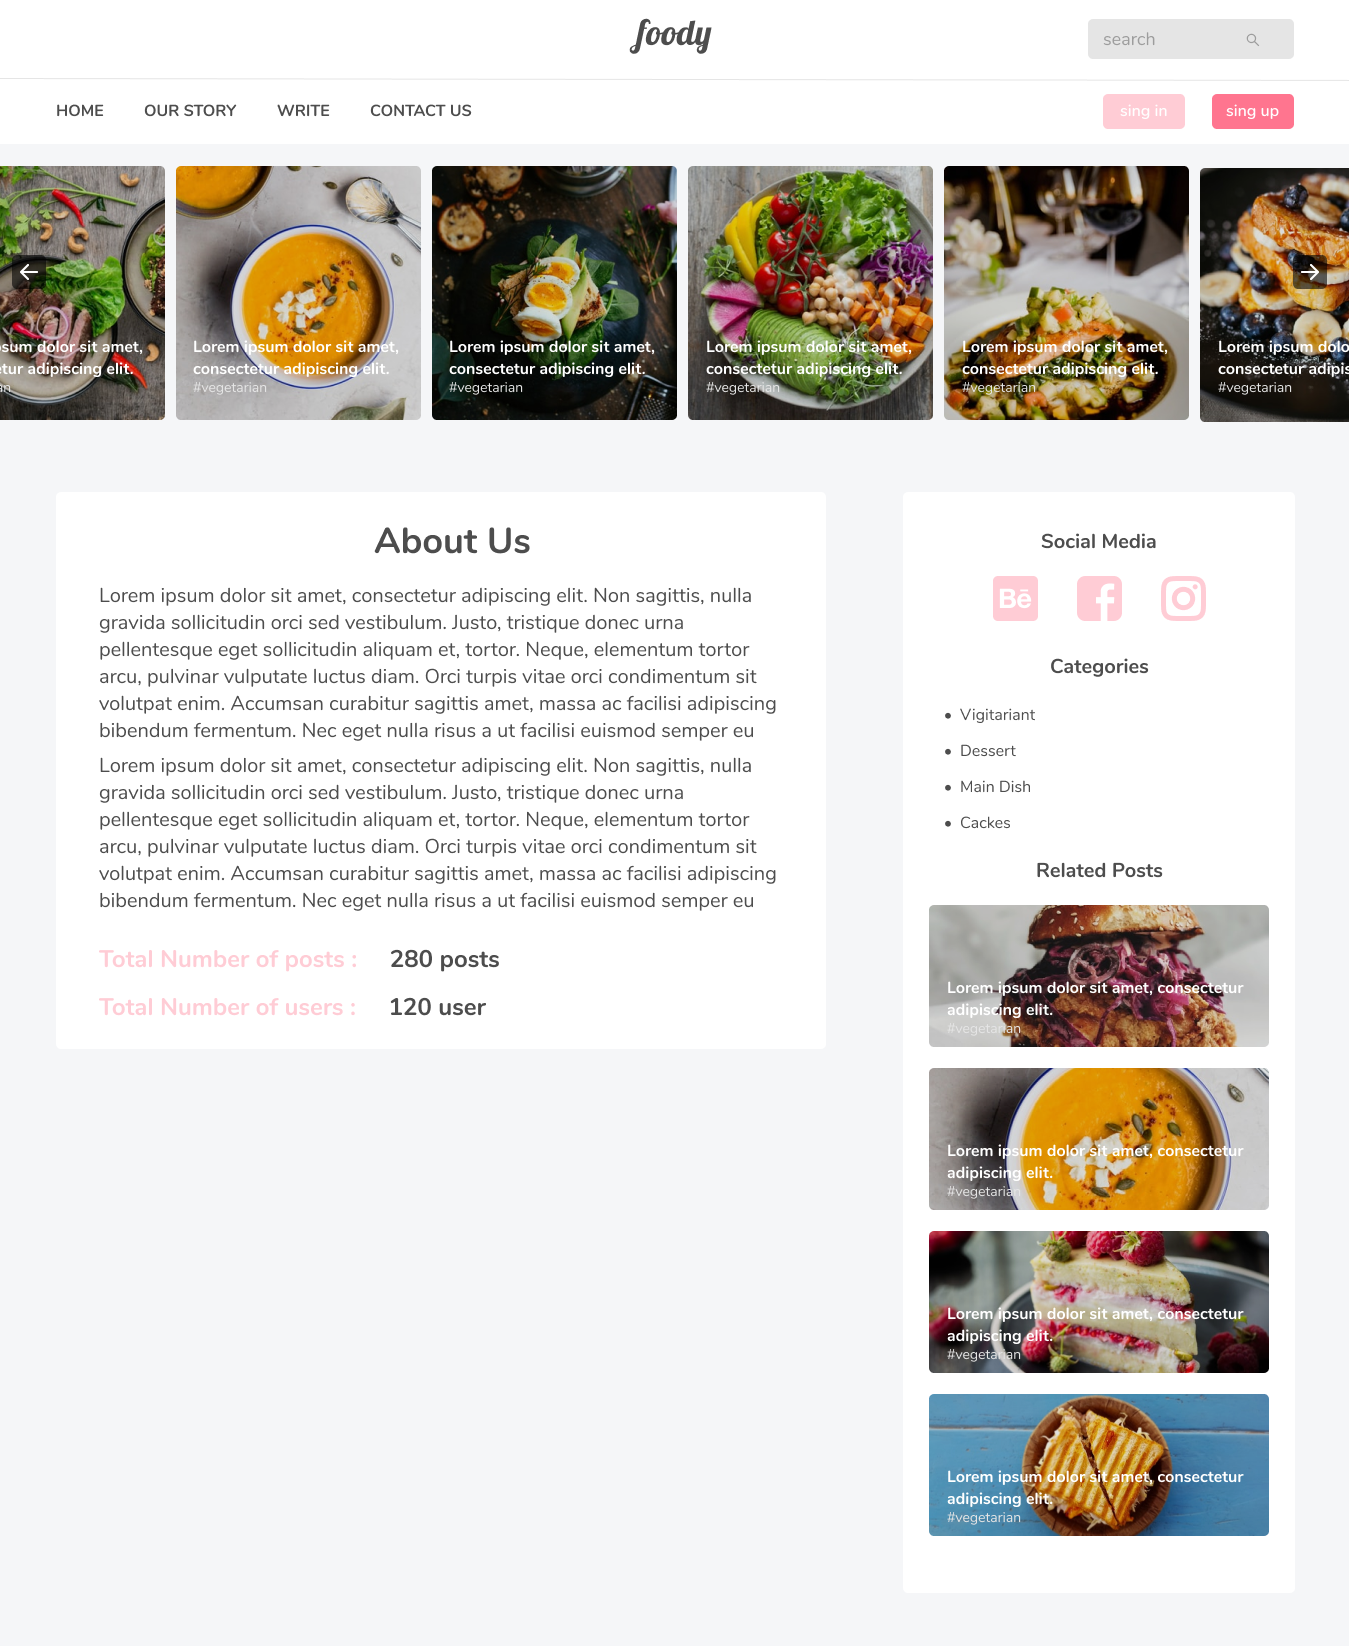 foody
search
HOME
OUR STORY
WRITE
CONTACT US
sing in
sing up
sum dolor sit amet,
tur adipiscing elit.
Lorem ipsum dolor sit amet,
consectetur adipiscing elit.
#vegetarian
Lorem ipsum dolor sit amet,
consectetur adipiscing elit.
#vegetarian
Lorem ipsum dolor sit amet,
consectetur adipiscing elit.
#vegetarian
Lorem ipsum dolor sit amet,
consectetur adipiscing elit.
#vegetarian
Lorem ipsum dolo
consectetur adipis
#vegetarian
About Us
Lorem ipsum dolor sit amet, consectetur adipiscing elit. Non sagittis, nulla
gravida sollicitudin orci sed vestibulum. Justo, tristique donec urna
pellentesque eget sollicitudin aliquam et, tortor. Neque, elementum tortor
arcu, pulvinar vulputate luctus diam. Orci turpis vitae orci condimentum sit
volutpat enim. Accumsan curabitur sagittis amet, massa ac facilisi adipiscing
bibendum fermentum. Nec eget nulla risus a ut facilisi euismod semper eu
Lorem ipsum dolor sit amet, consectetur adipiscing elit. Non sagittis, nulla
gravida sollicitudin orci sed vestibulum. Justo, tristique donec urna
pellentesque eget sollicitudin aliquam et, tortor. Neque, elementum tortor
arcu, pulvinar vulputate luctus diam. Orci turpis vitae orci condimentum sit
volutpat enim. Accumsan curabitur sagittis amet, massa ac facilisi adipiscing
bibendum fermentum. Nec eget nulla risus a ut facilisi euismod semper eu
Total Number of posts : 280 posts
Total Number of users : 120 user
Social Media
Bē
Categories
• Vigitariant
• Dessert
• Main Dish
• Cackes
Related Posts
Lorem ipsum dolor sit amet, consectetur
adipiscing elit.
#vegetarian
Lorem ipsum dolor sit amet, consectetur
adipiscing elit.
#vegetarian
Lorem ipsum dolor sit amet, consectetur
adipiscing elit.
#vegetarian
Lorem ipsum dolor sit amet, consectetur
adipiscing elit.
#vegetarian